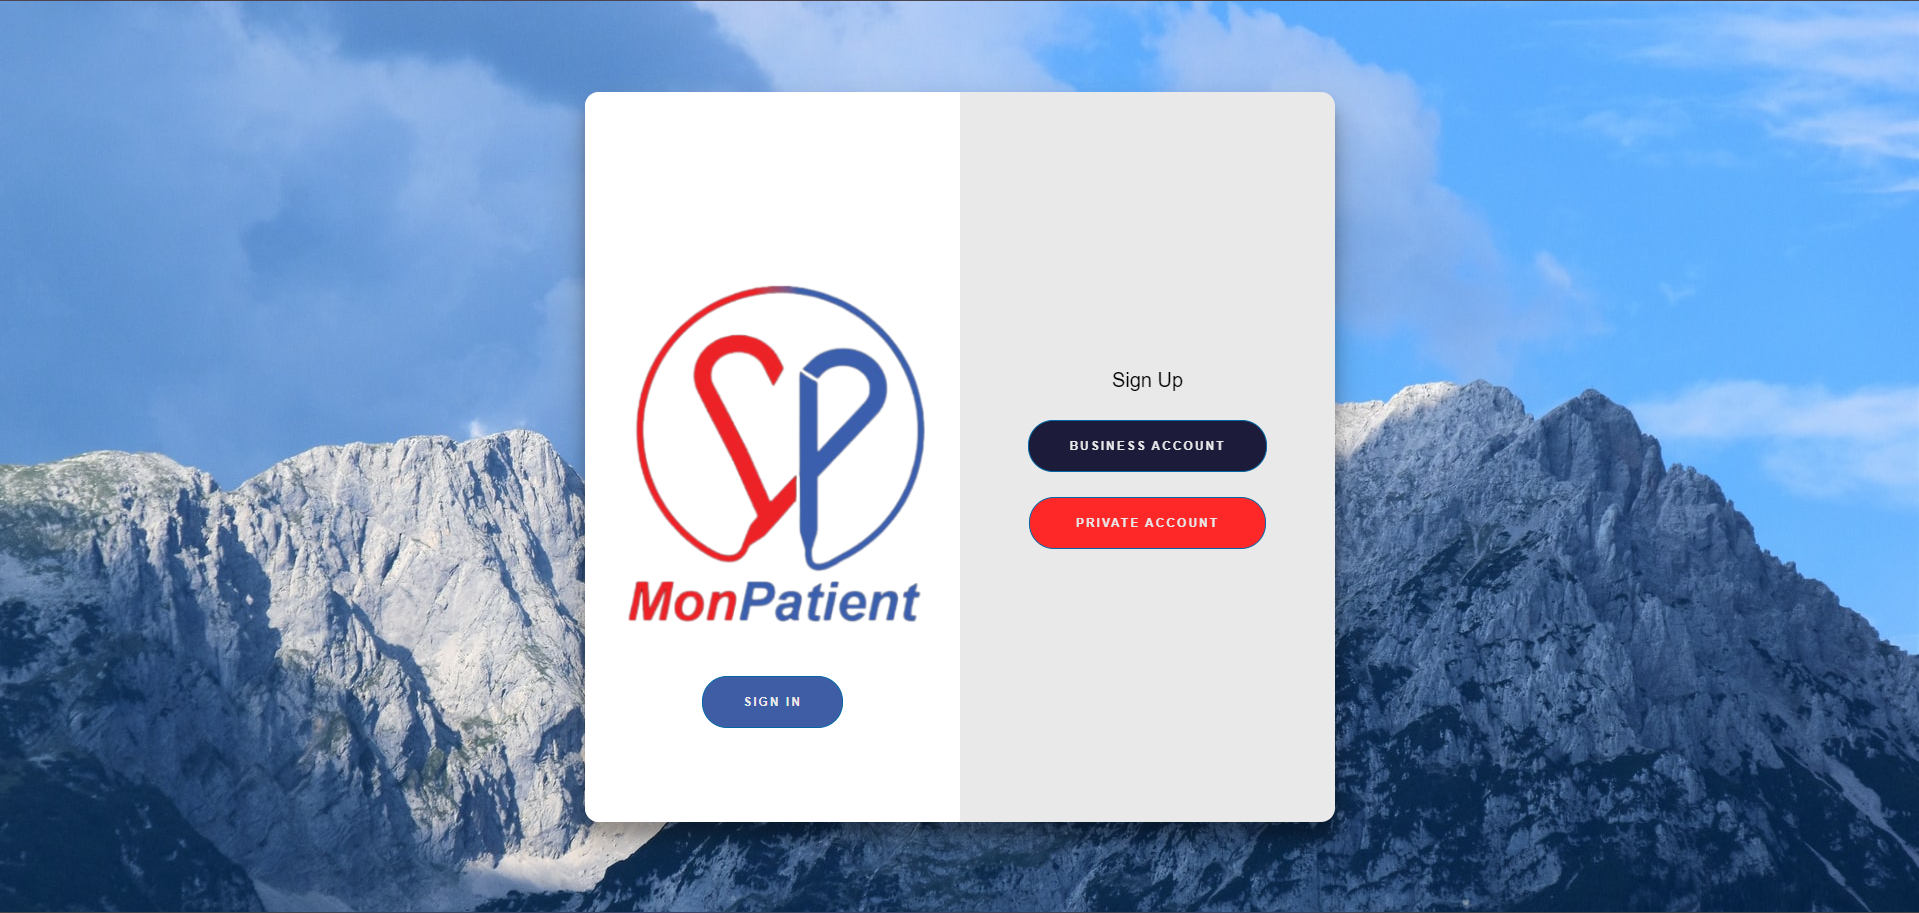 MonPatient
SIGN IN
Sign Up
BUSINESS ACCOUNT
PRIVATE ACCOUNT